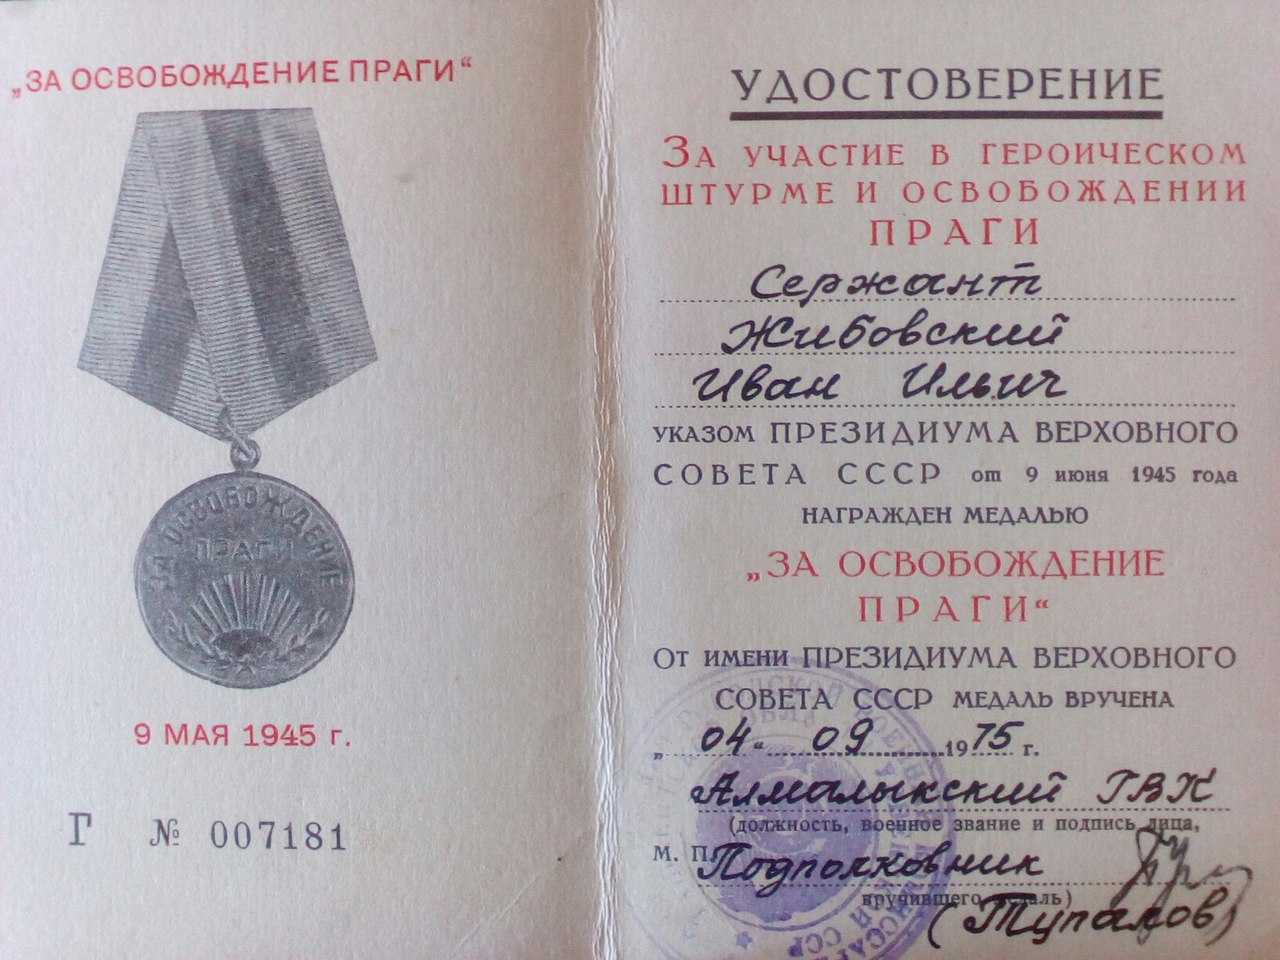 „ЗА ОСВОБОЖДЕНИЕ ПРАГИ“
ЗА ОСВОБОЖДЕНИЕ
ПРАГИ
9 МАЯ 1945 г.
Г № 007181
УДОСТОВЕРЕНИЕ
ЗА УЧАСТИЕ В ГЕРОИЧЕСКОМ
ШТУРМЕ И ОСВОБОЖДЕНИИ
ПРАГИ
Сержант
Жибовский
Иван Ильич
УКАЗОМ ПРЕЗИДИУМА ВЕРХОВНОГО
СОВЕТА СССР от 9 июня 1945 года
НАГРАЖДЕН МЕДАЛЬЮ
„ЗА ОСВОБОЖДЕНИЕ
ПРАГИ“
ОТ ИМЕНИ ПРЕЗИДИУМА ВЕРХОВНОГО
СОВЕТА СССР МЕДАЛЬ ВРУЧЕНА
„04“ 09 1975 г.
Алмалыкский ГВК
(должность, военное звание и подпись лица,
М. П. Подполковник
вручившего медаль)
(Тупалов)
ССР